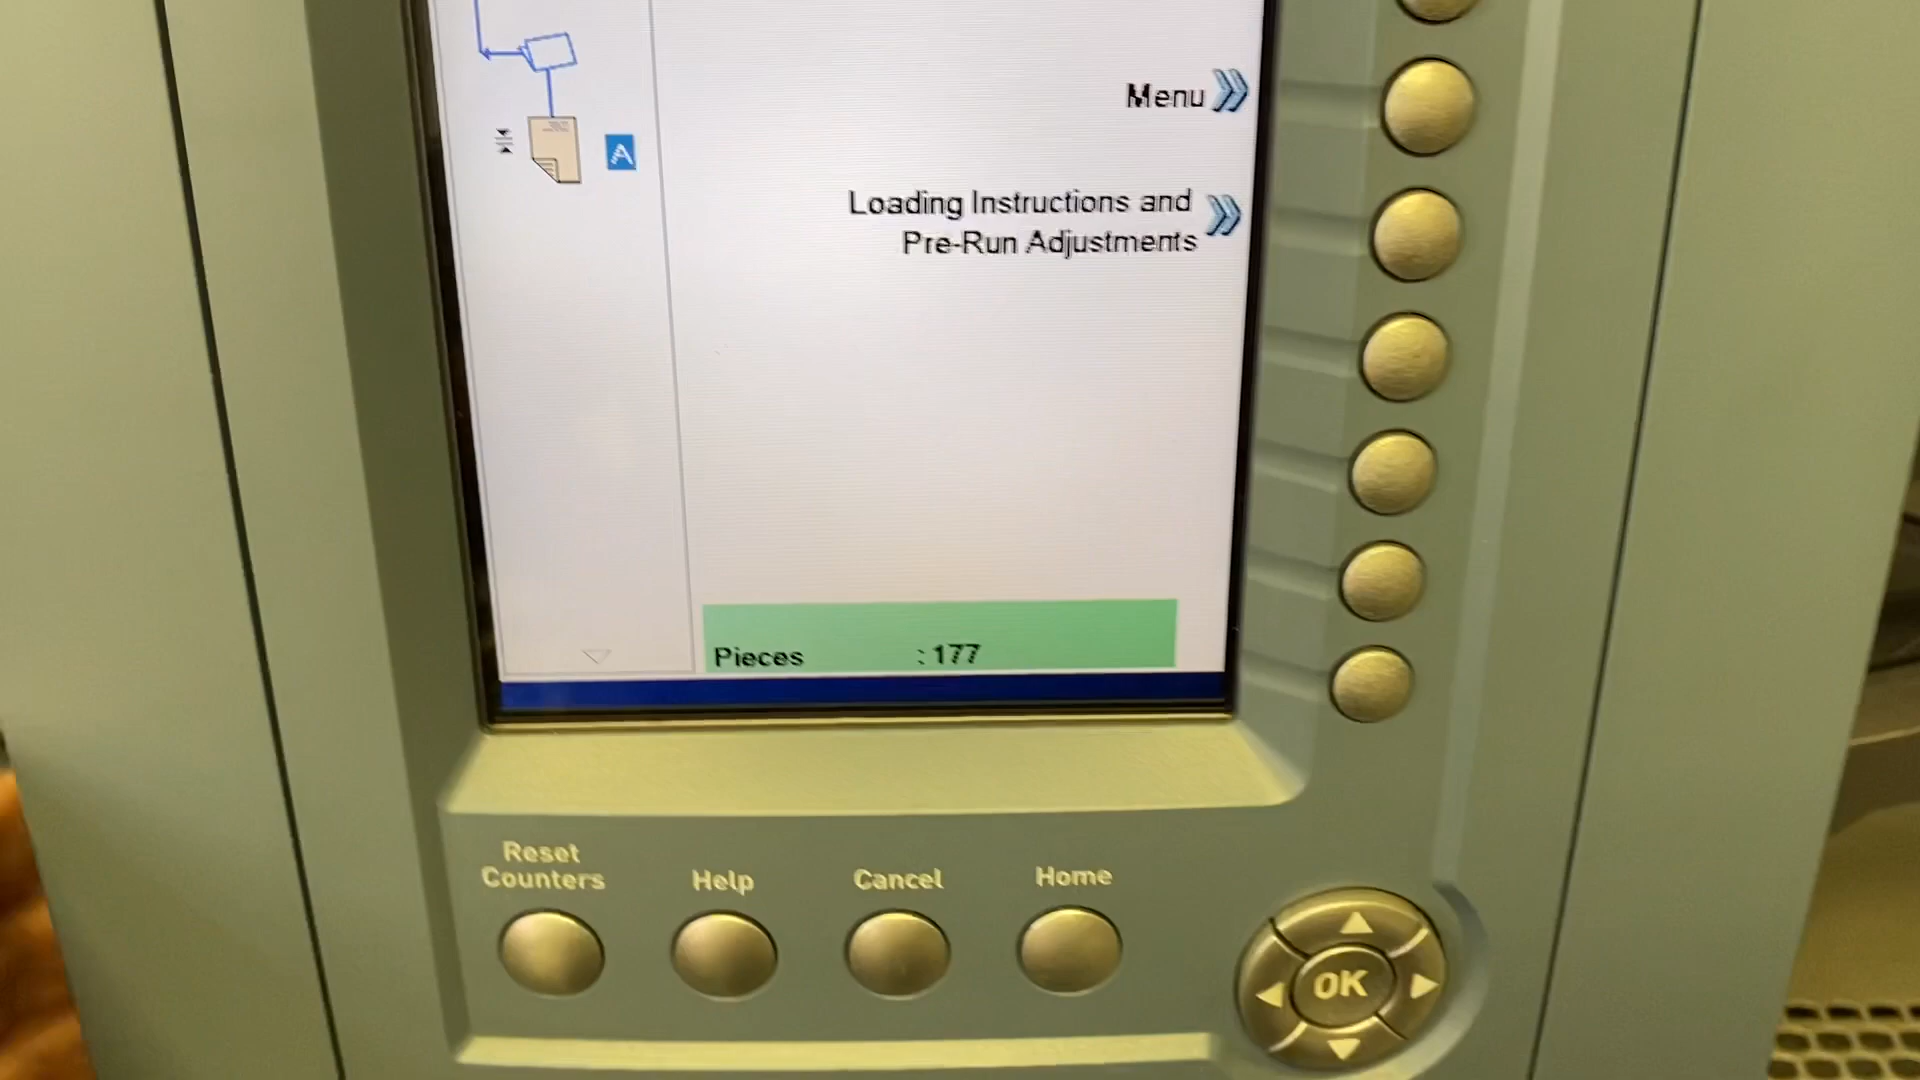 Menu
Loading Instructions and
Pre-Run Adjustments
A
Pieces : 177
Reset
Counters
Help
Cancel
Home
OK